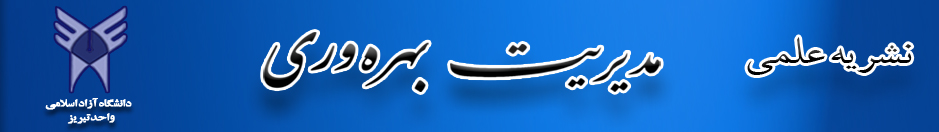 نشریه علمی
مدیریت بهره‌وری
دانشگاه آزاد اسلامی
واحد تبریز